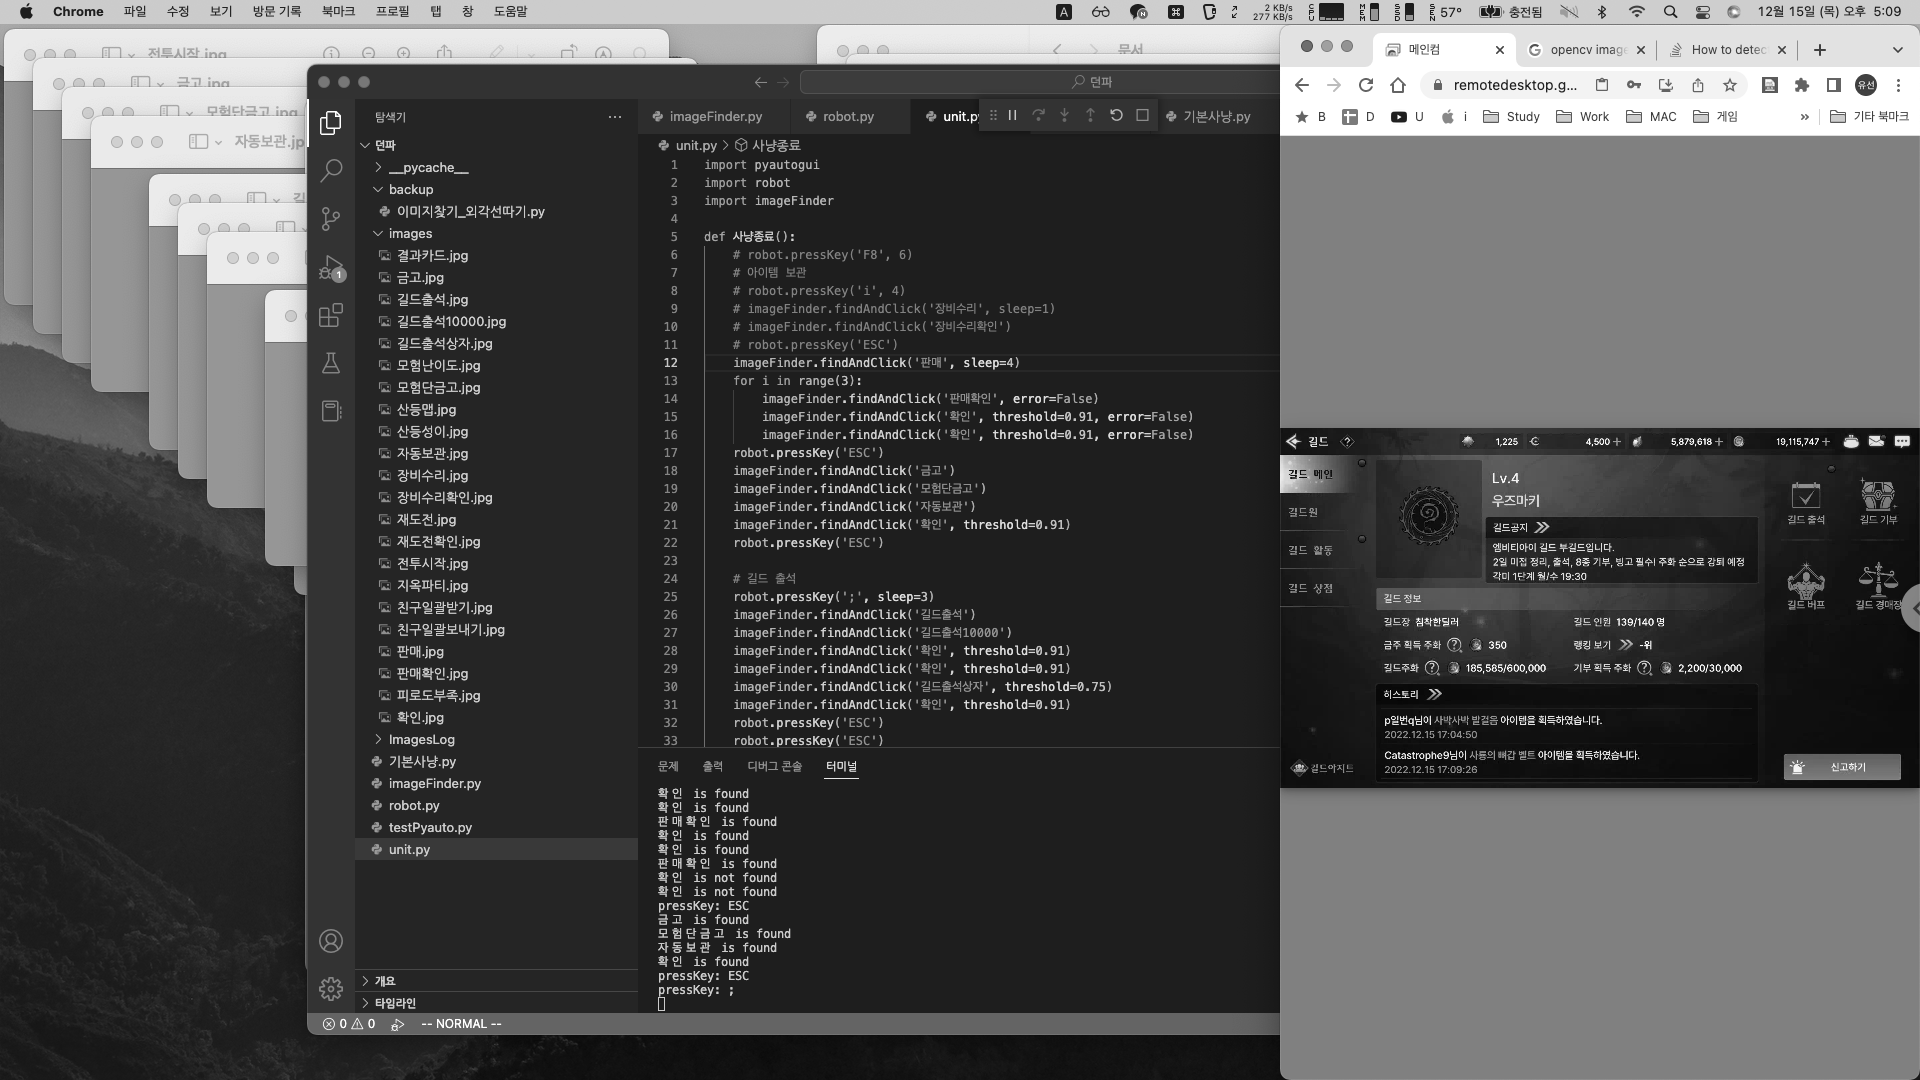 Chrome 파일 수정 보기 방문 기록 북마크 프로필 탭 창 도움말
A 2 KB/s 277 KB/s CPU MEM SSD SEN 57° 충전됨 12월 15일 (목) 오후 5:09
전투시작.jpg
금고.jpg
모험단금고.jpg
자동보관.jp
길
문서
던파
탐색기
던파
__pycache__
backup
이미지찾기_외각선따기.py
images
결과카드.jpg
금고.jpg
길드출석.jpg
길드출석10000.jpg
길드출석상자.jpg
모험난이도.jpg
모험단금고.jpg
산등맵.jpg
산등성이.jpg
자동보관.jpg
장비수리.jpg
장비수리확인.jpg
재도전.jpg
재도전확인.jpg
전투시작.jpg
지옥파티.jpg
친구일괄받기.jpg
친구일괄보내기.jpg
판매.jpg
판매확인.jpg
피로도부족.jpg
확인.jpg
ImagesLog
기본사냥.py
imageFinder.py
robot.py
testPyauto.py
unit.py
개요
타임라인
1
0 0 -- NORMAL --
imageFinder.py robot.py unit.py 기본사냥.py
unit.py > 사냥종료
1 import pyautogui
2 import robot
3 import imageFinder
4
5 def 사냥종료():
6 # robot.pressKey('F8', 6)
7 # 아이템 보관
8 # robot.pressKey('i', 4)
9 # imageFinder.findAndClick('장비수리', sleep=1)
10 # imageFinder.findAndClick('장비수리확인')
11 # robot.pressKey('ESC')
12 imageFinder.findAndClick('판매', sleep=4)
13 for i in range(3):
14 imageFinder.findAndClick('판매확인', error=False)
15 imageFinder.findAndClick('확인', threshold=0.91, error=False)
16 imageFinder.findAndClick('확인', threshold=0.91, error=False)
17 robot.pressKey('ESC')
18 imageFinder.findAndClick('금고')
19 imageFinder.findAndClick('모험단금고')
20 imageFinder.findAndClick('자동보관')
21 imageFinder.findAndClick('확인', threshold=0.91)
22 robot.pressKey('ESC')
23
24 # 길드 출석
25 robot.pressKey(';', sleep=3)
26 imageFinder.findAndClick('길드출석')
27 imageFinder.findAndClick('길드출석10000')
28 imageFinder.findAndClick('확인', threshold=0.91)
29 imageFinder.findAndClick('확인', threshold=0.91)
30 imageFinder.findAndClick('길드출석상자', threshold=0.75)
31 imageFinder.findAndClick('확인', threshold=0.91)
32 robot.pressKey('ESC')
33 robot.pressKey('ESC')
문제 출력 디버그 콘솔 터미널
확인 is found
확인 is found
판매확인 is found
확인 is found
확인 is found
판매확인 is found
확인 is not found
확인 is not found
pressKey: ESC
금고 is found
모험단금고 is found
자동보관 is found
확인 is found
pressKey: ESC
pressKey: ;
메인컴 opencv image How to detec
remotedesktop.g... 유선
B D U i Study Work MAC 게임 » 기타 북마크
길드 1,225 4,500 + 5,879,618 + 19,115,747 +
길드 메인
길드원
길드 활동
길드 상점
길드아지트
Lv.4
우즈마키
길드공지
엠비티아이 길드 부길드입니다.
2일 미접 정리, 출석, 8종 기부, 빙고 필수! 주화 순으로 강퇴 예정
각미 1단계 월/수 19:30
길드 정보
길드장 침착한딜러 길드 인원 139/140 명
금주 획득 주화 350 랭킹 보기 -위
길드주화 185,585/600,000 기부 획득 주화 2,200/30,000
히스토리
p일번q님이 사박사박 발걸음 아이템을 획득하였습니다.
2022.12.15 17:04:50
Catastrophe9님이 사룡의 뼈갑 벨트 아이템을 획득하였습니다.
2022.12.15 17:09:26
길드 출석 길드 기부
길드 버프 길드 경매장
신고하기